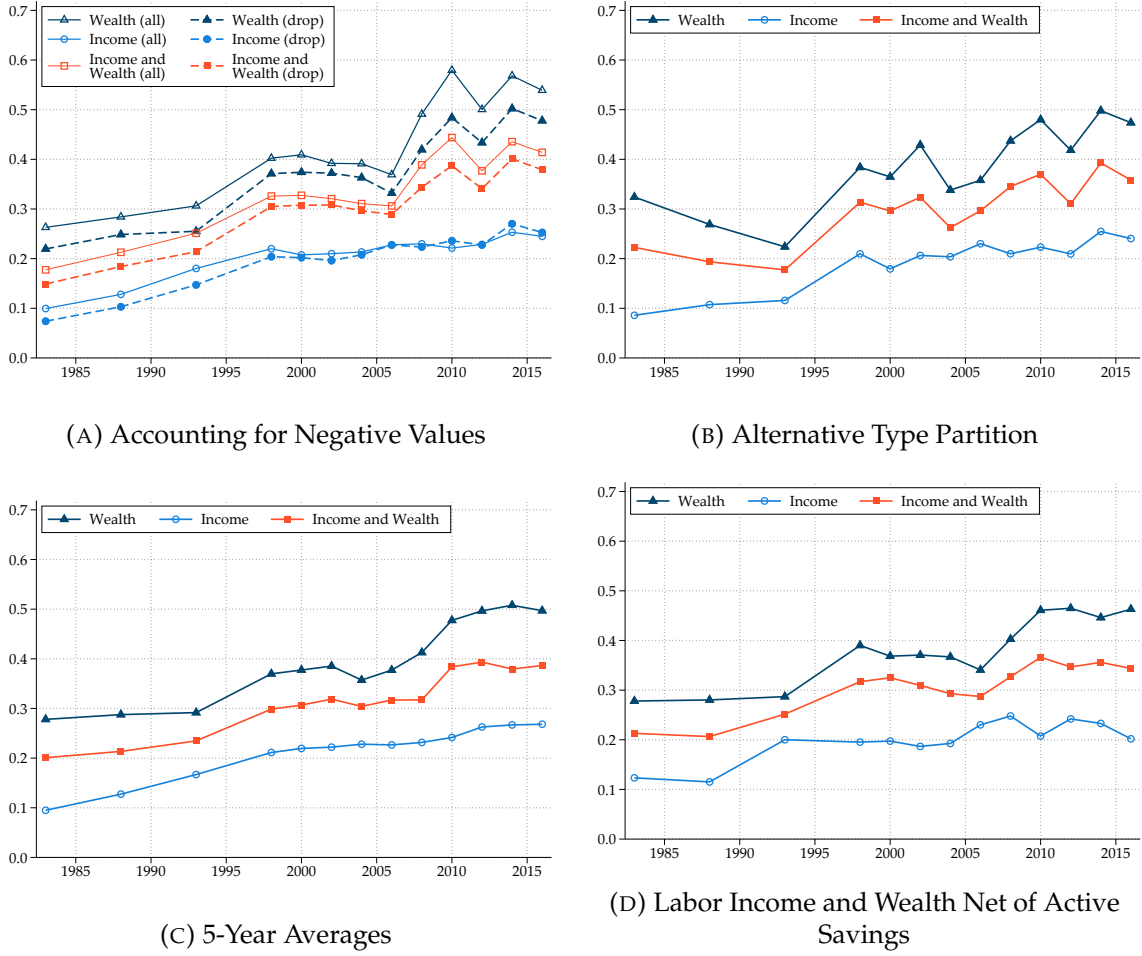 0.7
0.6
0.5
0.4
0.3
0.2
0.1
0.0
Wealth (all) Wealth (drop)
Income (all) Income (drop)
Income and Income and
Wealth (all) Wealth (drop)
1985 1990 1995 2000 2005 2010 2015
(A) Accounting for Negative Values
0.7
0.6
0.5
0.4
0.3
0.2
0.1
0.0
Wealth Income Income and Wealth
1985 1990 1995 2000 2005 2010 2015
(B) Alternative Type Partition
0.7
0.6
0.5
0.4
0.3
0.2
0.1
0.0
Wealth Income Income and Wealth
1985 1990 1995 2000 2005 2010 2015
(C) 5-Year Averages
0.7
0.6
0.5
0.4
0.3
0.2
0.1
0.0
Wealth Income Income and Wealth
1985 1990 1995 2000 2005 2010 2015
(D) Labor Income and Wealth Net of Active
Savings